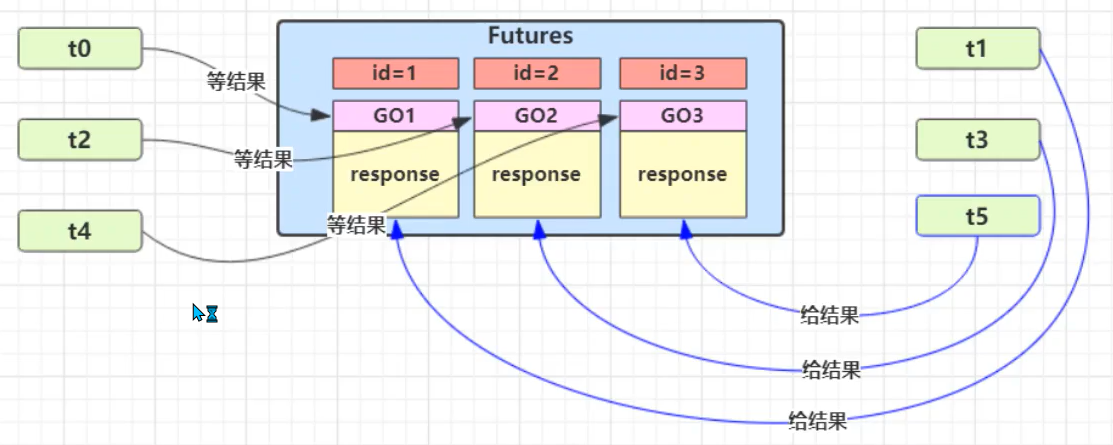 Futures
t0
t1
等结果
id=1
id=2
id=3
GO1
GO2
GO3
t2
t3
等结果
response
response
response
t4
t5
等结果
给结果
给结果
给结果